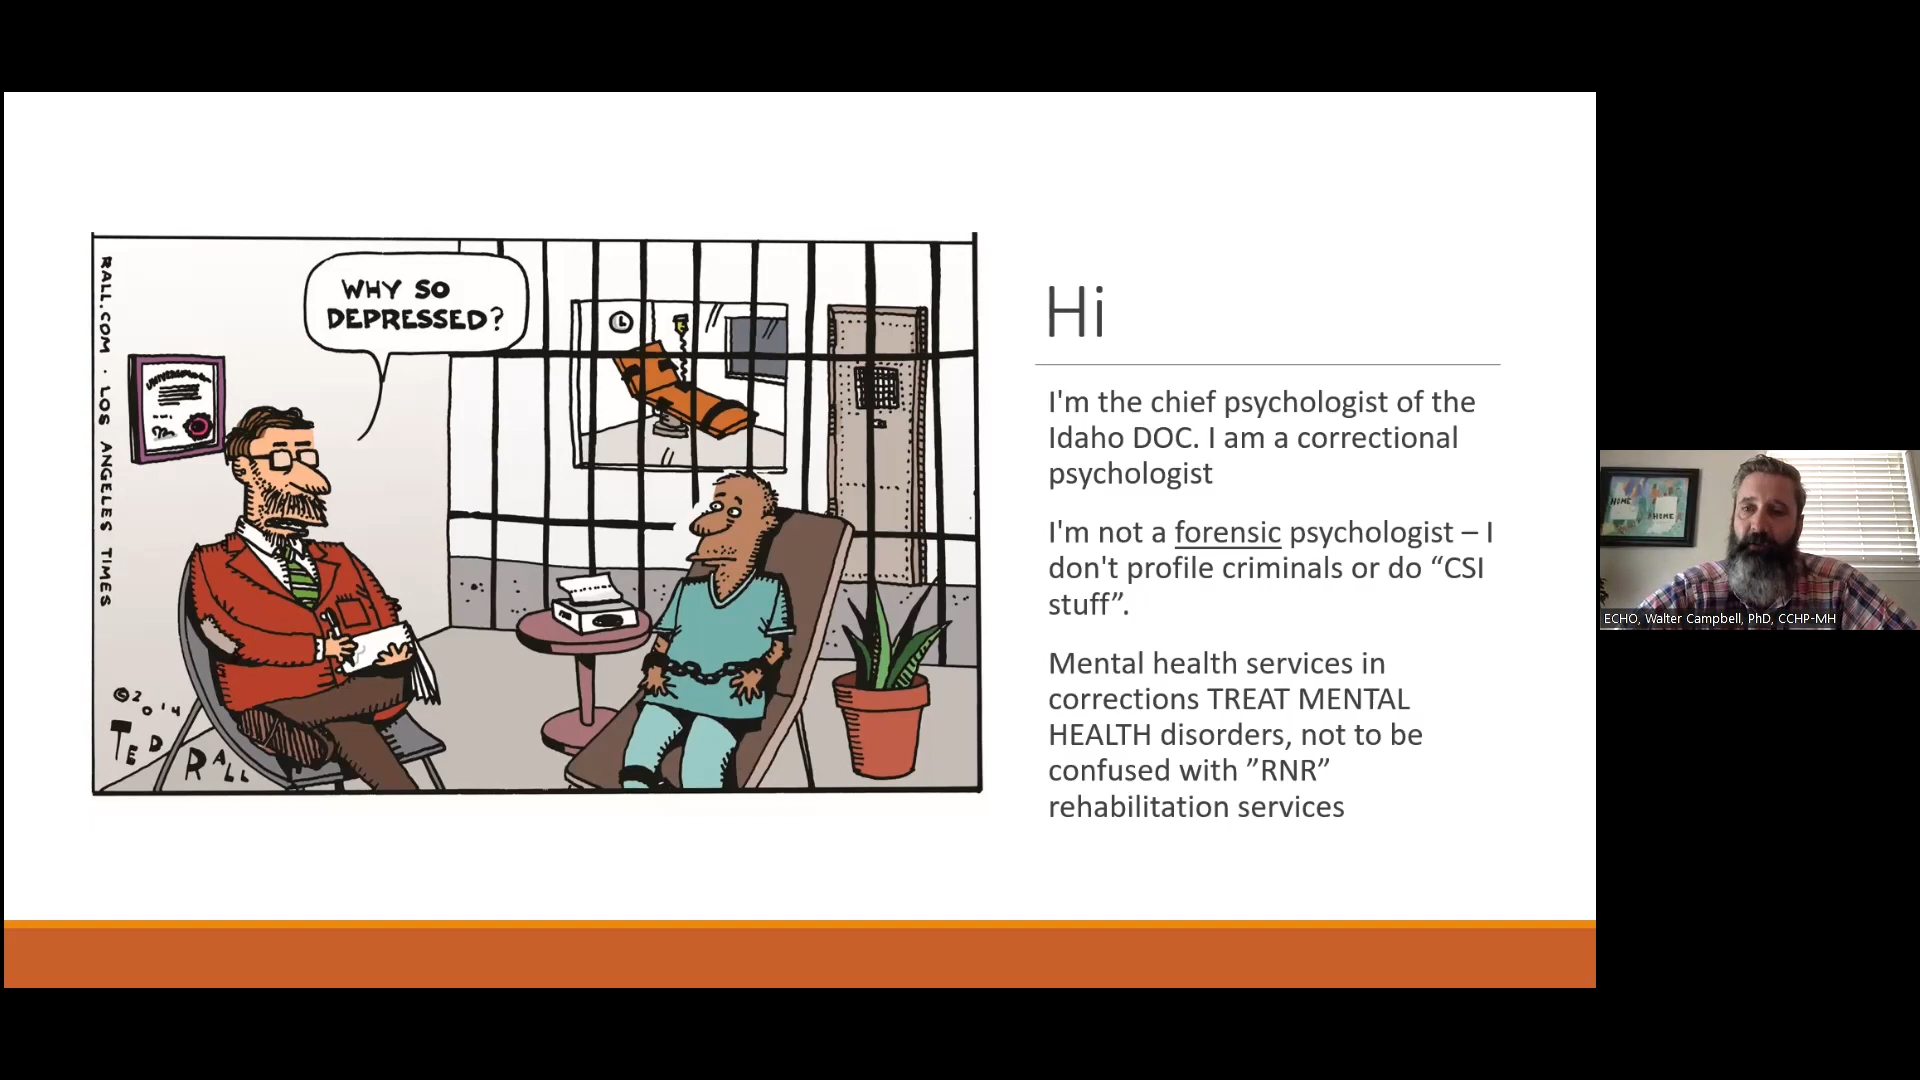 RALL.COM · LOS ANGELES TIMES
WHY SO
DEPRESSED?
©2014
TED RALL
Hi
I'm the chief psychologist of the
Idaho DOC. I am a correctional
psychologist
I'm not a forensic psychologist – I
don't profile criminals or do “CSI
stuff”.
Mental health services in
corrections TREAT MENTAL
HEALTH disorders, not to be
confused with ”RNR”
rehabilitation services
HOME
HOME
ECHO, Walter Campbell, PhD, CCHP-MH